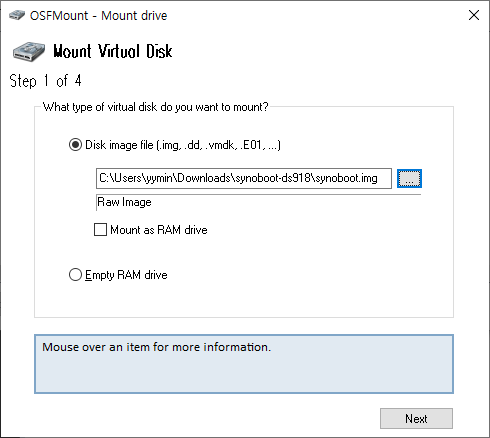 OSFMount - Mount drive
Mount Virtual Disk
Step 1 of 4
What type of virtual disk do you want to mount?
Disk image file (.img, .dd, .vmdk, .E01, ...)
C:\Users\yymin\Downloads\synoboot-ds918\synoboot.img
...
Raw Image
Mount as RAM drive
Empty RAM drive
Mouse over an item for more information.
Next